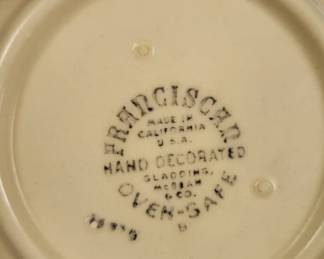 FRANCISCAN
MADE IN
CALIFORNIA
U.S.A.
HAND DECORATED
GLADDING,
McBEAN
& CO.
OVEN-SAFE